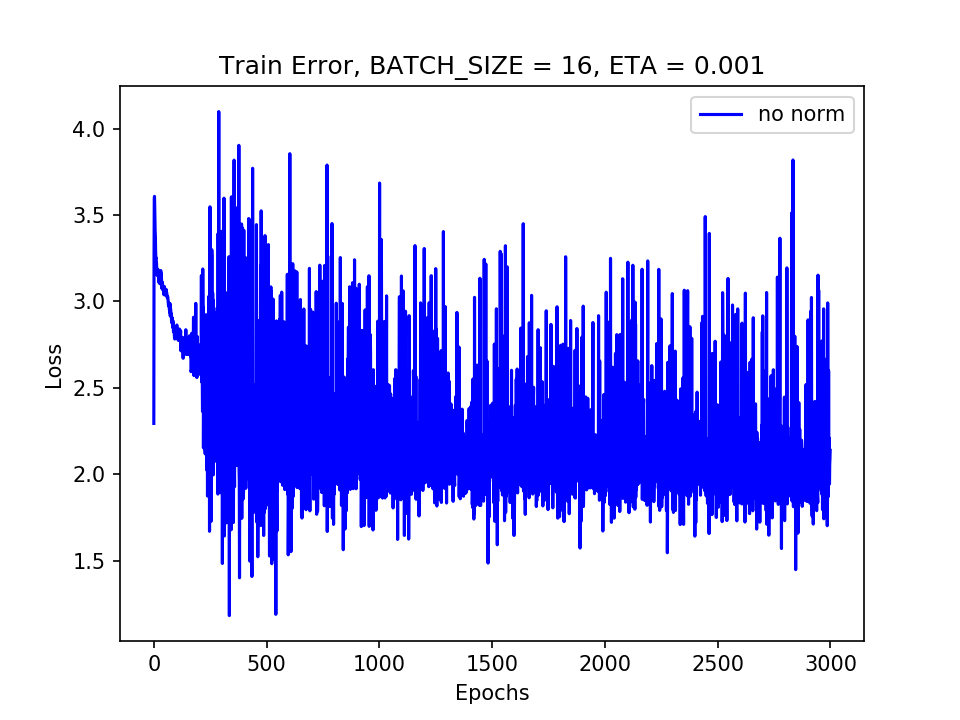 Train Error, BATCH_SIZE = 16, ETA = 0.001
no norm
4.0
3.5
3.0
2.5
2.0
1.5
Loss
0 500 1000 1500 2000 2500 3000
Epochs